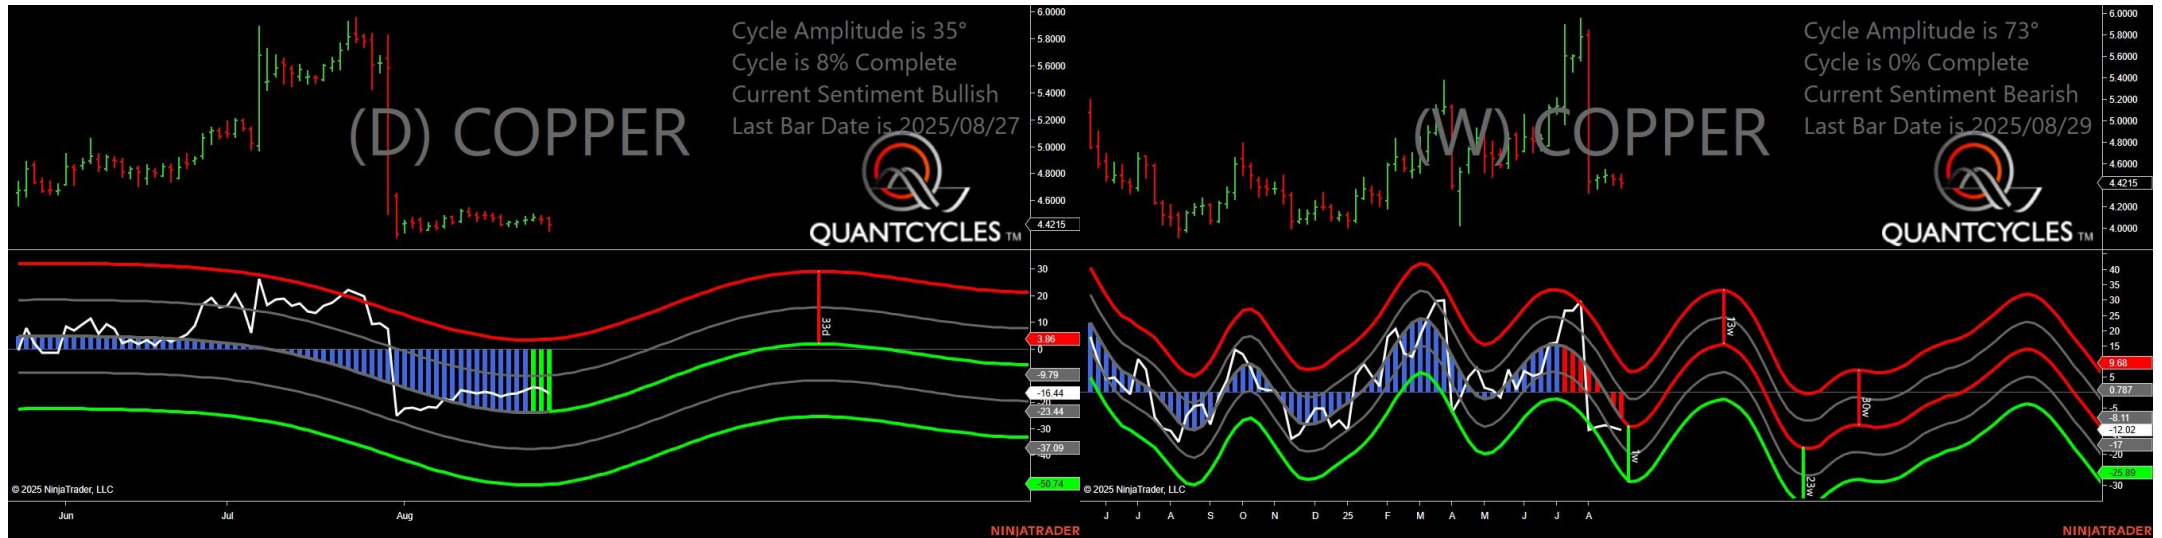 (D) COPPER
Cycle Amplitude is 35°
Cycle is 8% Complete
Current Sentiment Bullish
Last Bar Date is 2025/08/27
QUANTCYCLES TM
6.0000
5.8000
5.6000
5.4000
5.2000
5.0000
4.8000
4.6000
4.4215
33d
30
20
10
3.86
0
-9.79
-16.44
-23.44
-30
-37.09
-50.74
© 2025 NinjaTrader, LLC
Jun Jul Aug
NINJATRADER
(W) COPPER
Cycle Amplitude is 73°
Cycle is 0% Complete
Current Sentiment Bearish
Last Bar Date is 2025/08/29
QUANTCYCLES TM
6.0000
5.8000
5.6000
5.4000
5.2000
5.0000
4.8000
4.6000
4.4215
4.2000
4.0000
13w
30w
1w
23w
40
35
30
25
20
15
9.68
5
0.787
-5
-8.11
-12.02
-17
-20
-25.89
-30
© 2025 NinjaTrader, LLC
J J A S O N D 25 F M A M J J A
NINJATRADER